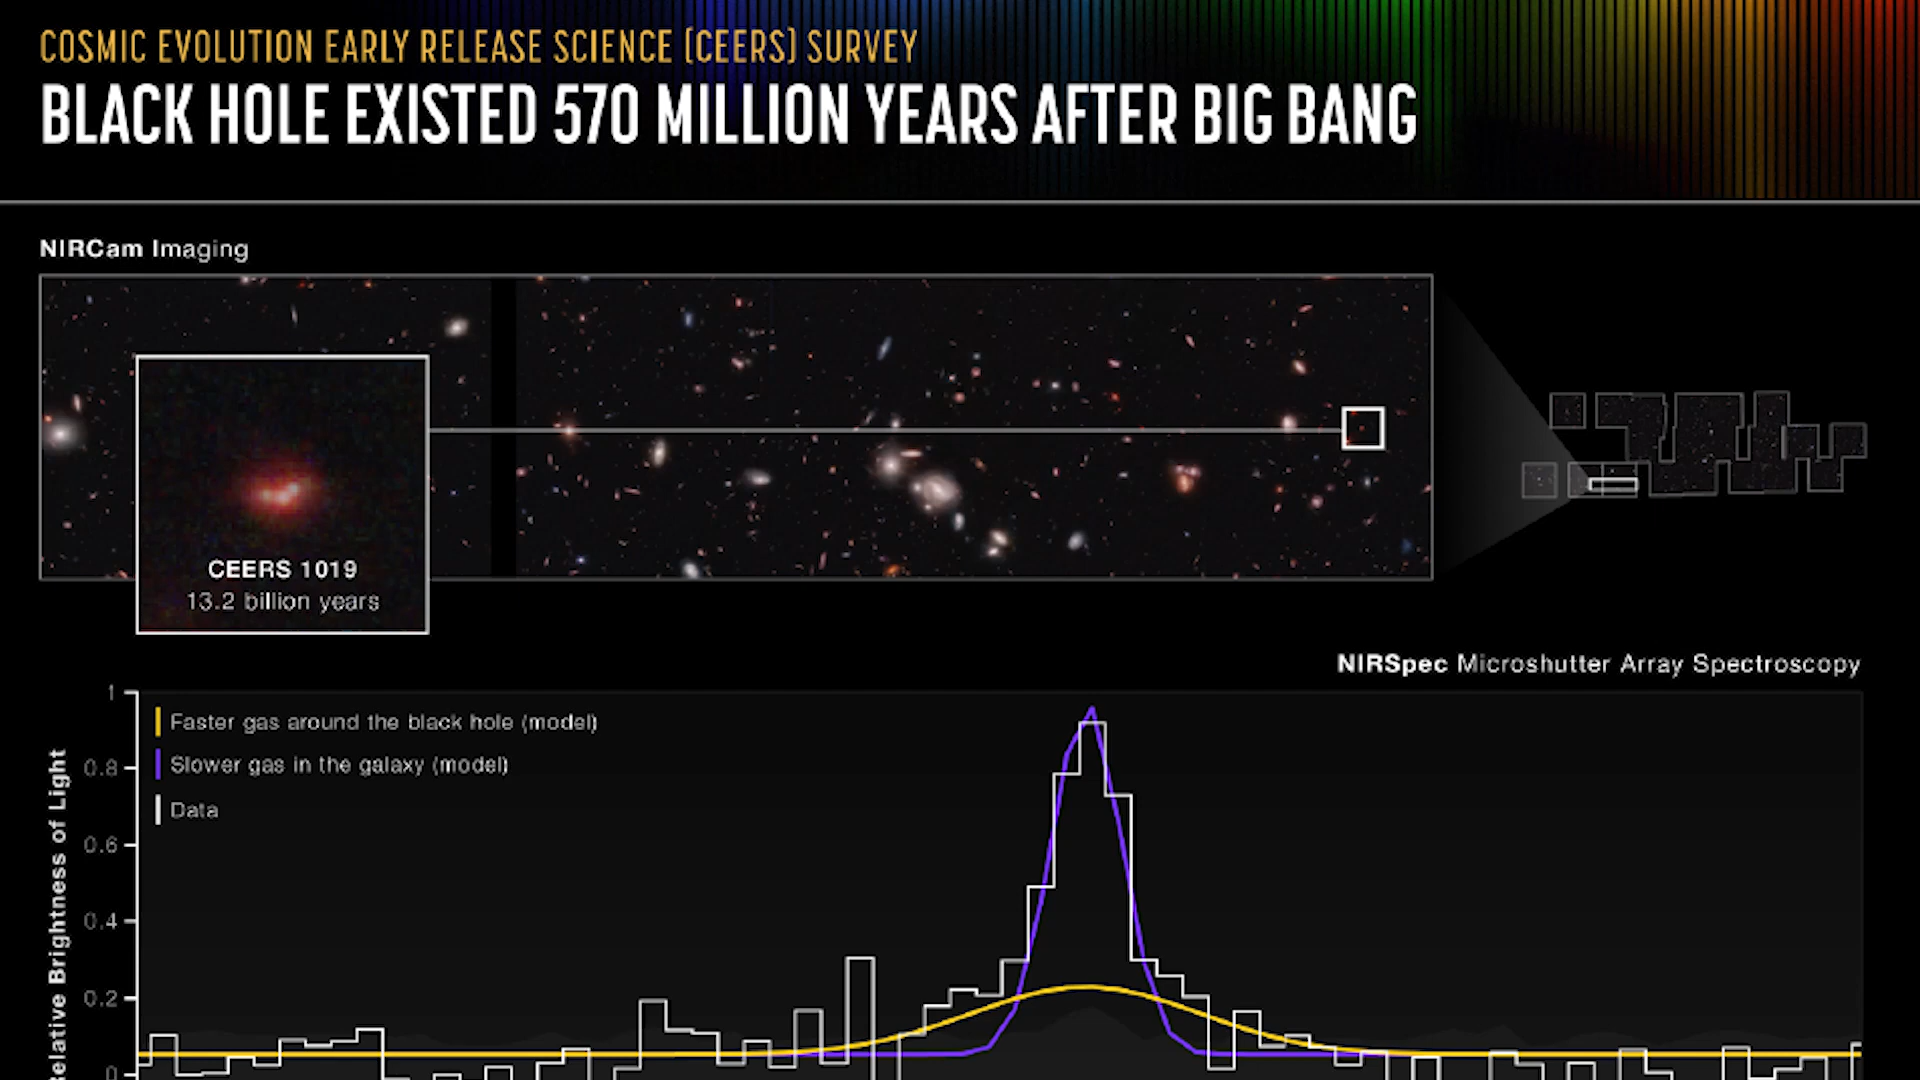 COSMIC EVOLUTION EARLY RELEASE SCIENCE (CEERS) SURVEY
BLACK HOLE EXISTED 570 MILLION YEARS AFTER BIG BANG
NIRCam Imaging
CEERS 1019
13.2 billion years
NIRSpec Microshutter Array Spectroscopy
Faster gas around the black hole (model)
Slower gas in the galaxy (model)
Data
1
0.8
0.6
0.4
0.2
0
Relative Brightness of Light